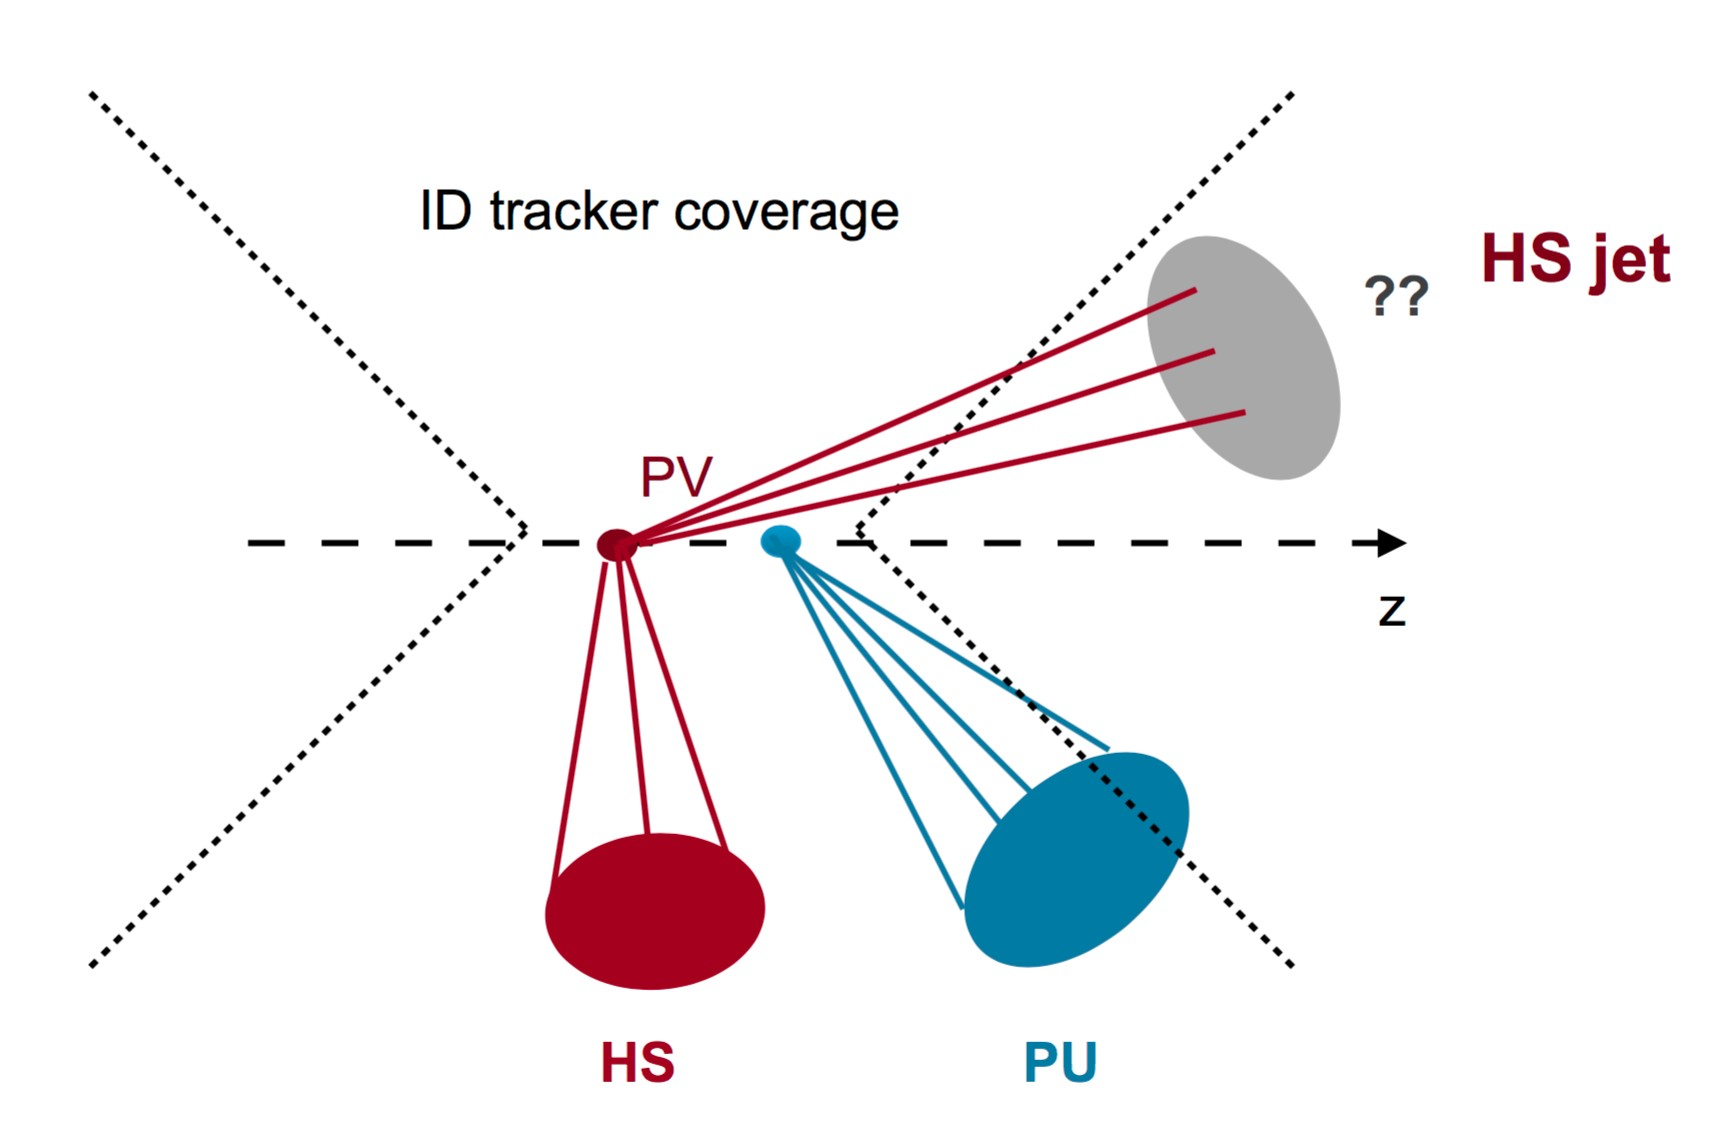 ID tracker coverage
HS jet
??
PV
z
HS
PU